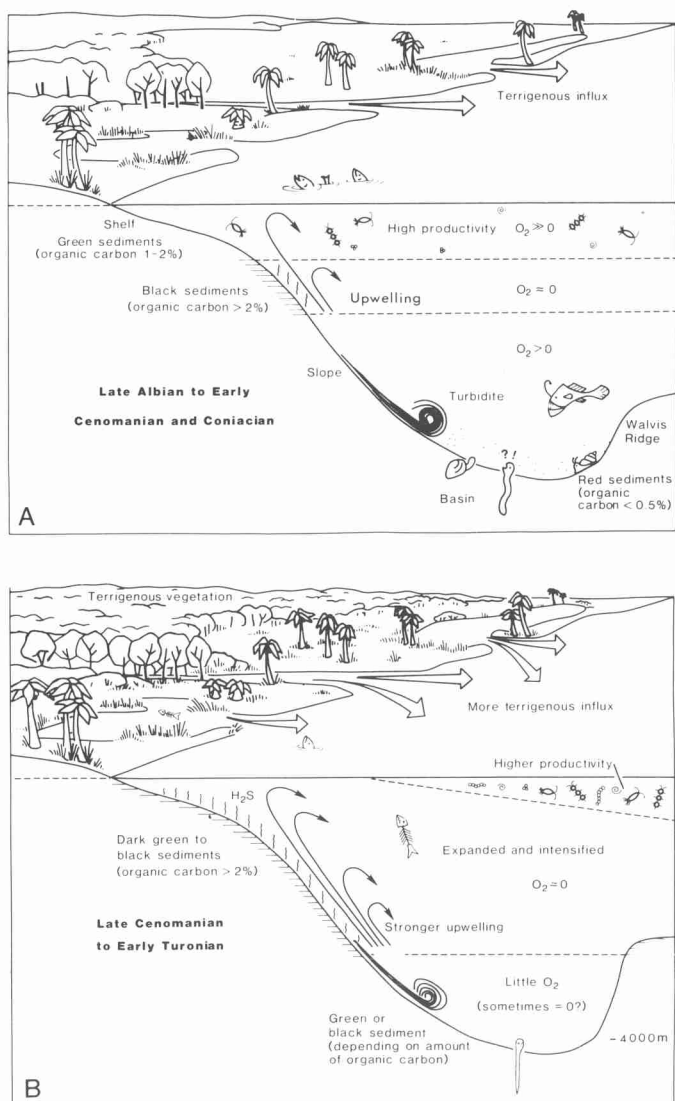 Terrigenous influx
Shelf
Green sediments
(organic carbon 1-2%)
High productivity
O₂≫0
Black sediments
(organic carbon > 2%)
Upwelling
O₂ = 0
O₂ > 0
Slope
Late Albian to Early
Cenomanian and Coniacian
Turbidite
Walvis
Ridge
?!
Basin
Red sediments
(organic
carbon < 0.5%)
A
Terrigenous vegetation
More terrigenous influx
Higher productivity
H₂S
Dark green to
black sediments
(organic carbon > 2%)
Expanded and intensified
O₂=0
Late Cenomanian
to Early Turonian
Stronger upwelling
Little O₂
(sometimes = 0?)
Green or
black sediment
(depending on amount
of organic carbon)
-4000m
B